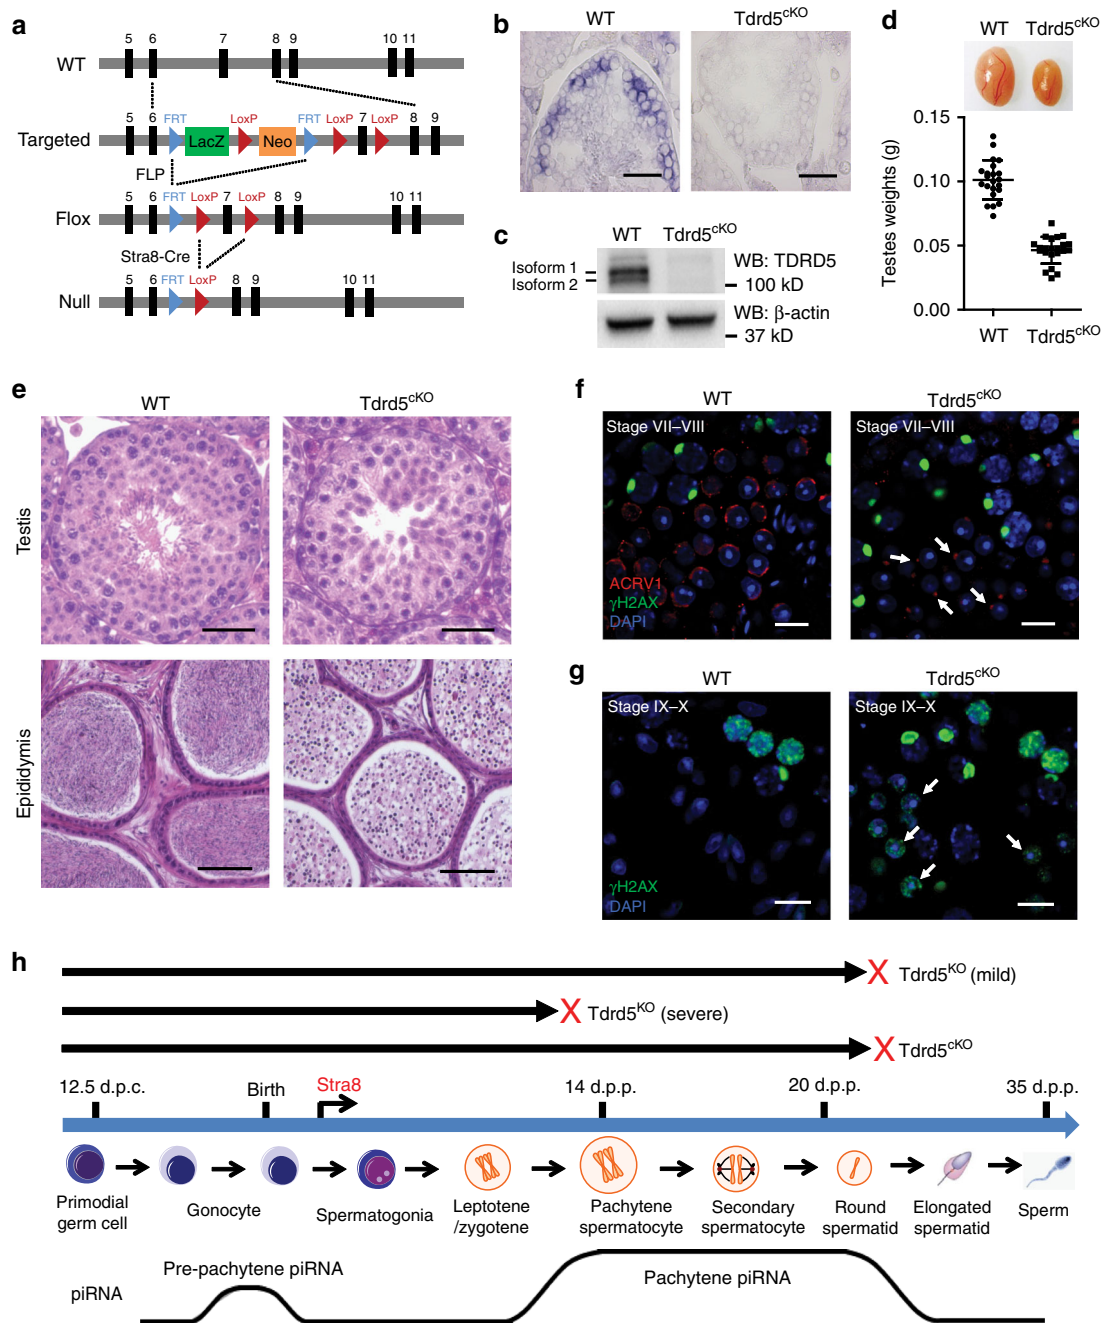 a
WT
5 6 7 8 9 10 11
Targeted
5 6 FRT LacZ LoxP Neo FRT LoxP 7 LoxP 8 9
FLP
Flox
5 6 FRT LoxP 7 LoxP 8 9 10 11
Stra8-Cre
Null
5 6 FRT LoxP 8 9 10 11
b
WT Tdrd5cKO
c
WT Tdrd5cKO
Isoform 1
Isoform 2
WB: TDRD5
100 kD
WB: β-actin
37 kD
d
WT Tdrd5cKO
Testes weights (g)
0.15
0.10
0.05
0.00
WT Tdrd5cKO
e
WT Tdrd5cKO
Testis
Epididymis
f
WT Tdrd5cKO
Stage VII–VIII
ACRV1
γH2AX
DAPI
Stage VII–VIII
g
WT Tdrd5cKO
Stage IX–X
γH2AX
DAPI
Stage IX–X
h
X Tdrd5KO (mild)
X Tdrd5KO (severe)
X Tdrd5cKO
12.5 d.p.c. Birth Stra8 14 d.p.p. 20 d.p.p. 35 d.p.p.
Primodial
germ cell
Gonocyte
Spermatogonia
Leptotene
/zygotene
Pachytene
spermatocyte
Secondary
spermatocyte
Round
spermatid
Elongated
spermatid
Sperm
piRNA
Pre-pachytene piRNA
Pachytene piRNA